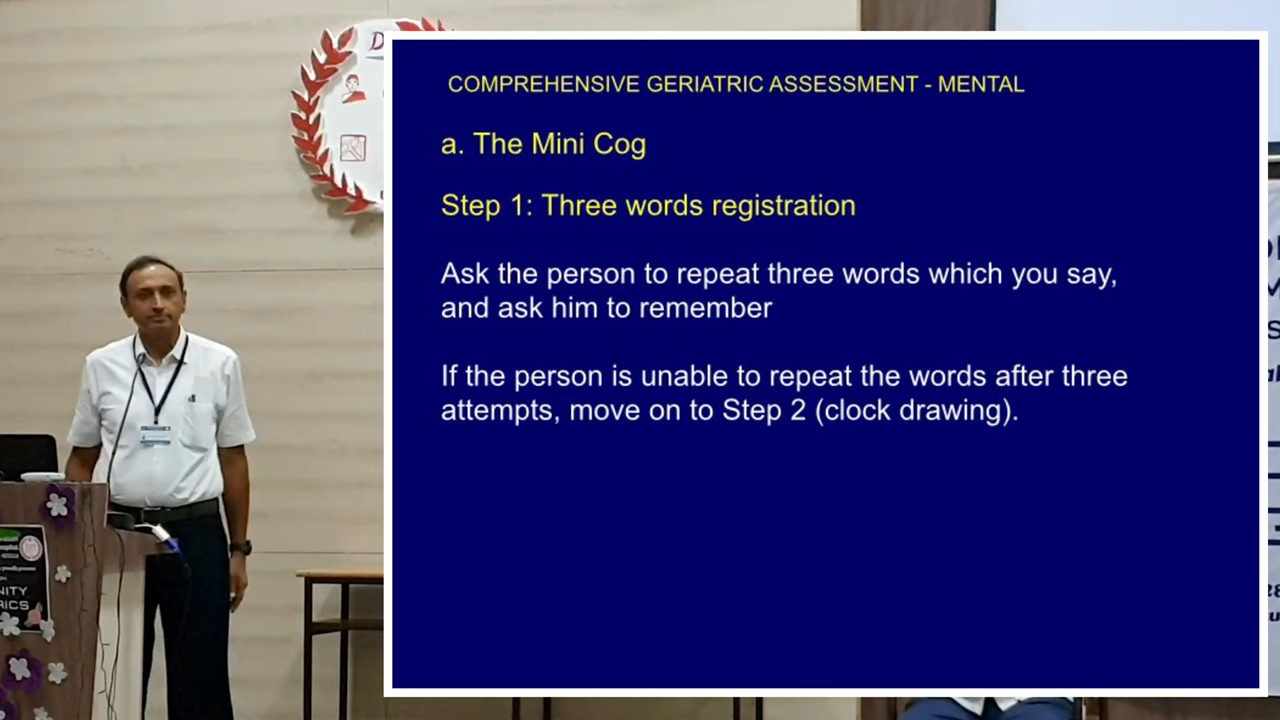 COMPREHENSIVE GERIATRIC ASSESSMENT - MENTAL
a. The Mini Cog
Step 1: Three words registration
Ask the person to repeat three words which you say,
and ask him to remember
If the person is unable to repeat the words after three
attempts, move on to Step 2 (clock drawing).